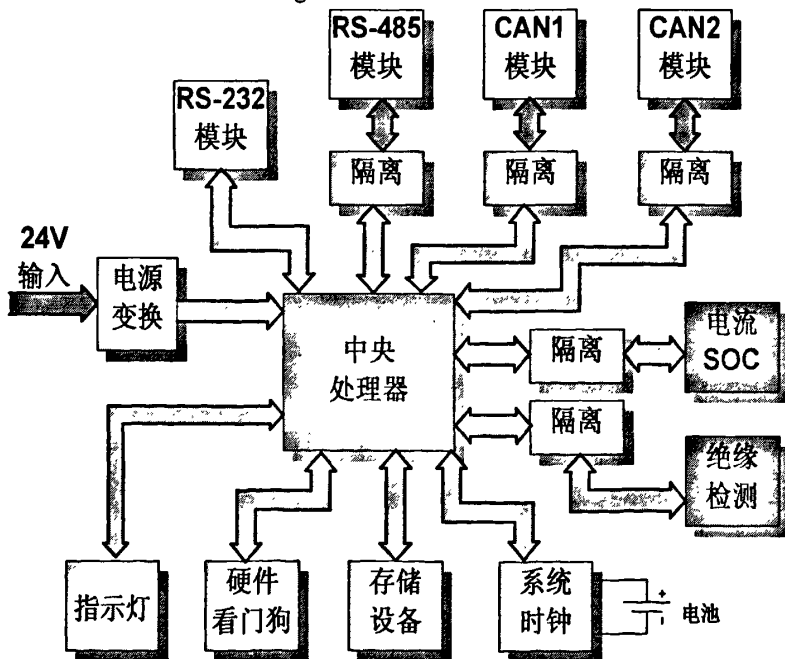 RS-485
模块
CAN1
模块
CAN2
模块
RS-232
模块
隔离
隔离
隔离
24V
输入
电源
变换
中央
处理器
隔离
电流
SOC
隔离
绝缘
检测
指示灯
硬件
看门狗
存储
设备
系统
时钟
+
-
电池